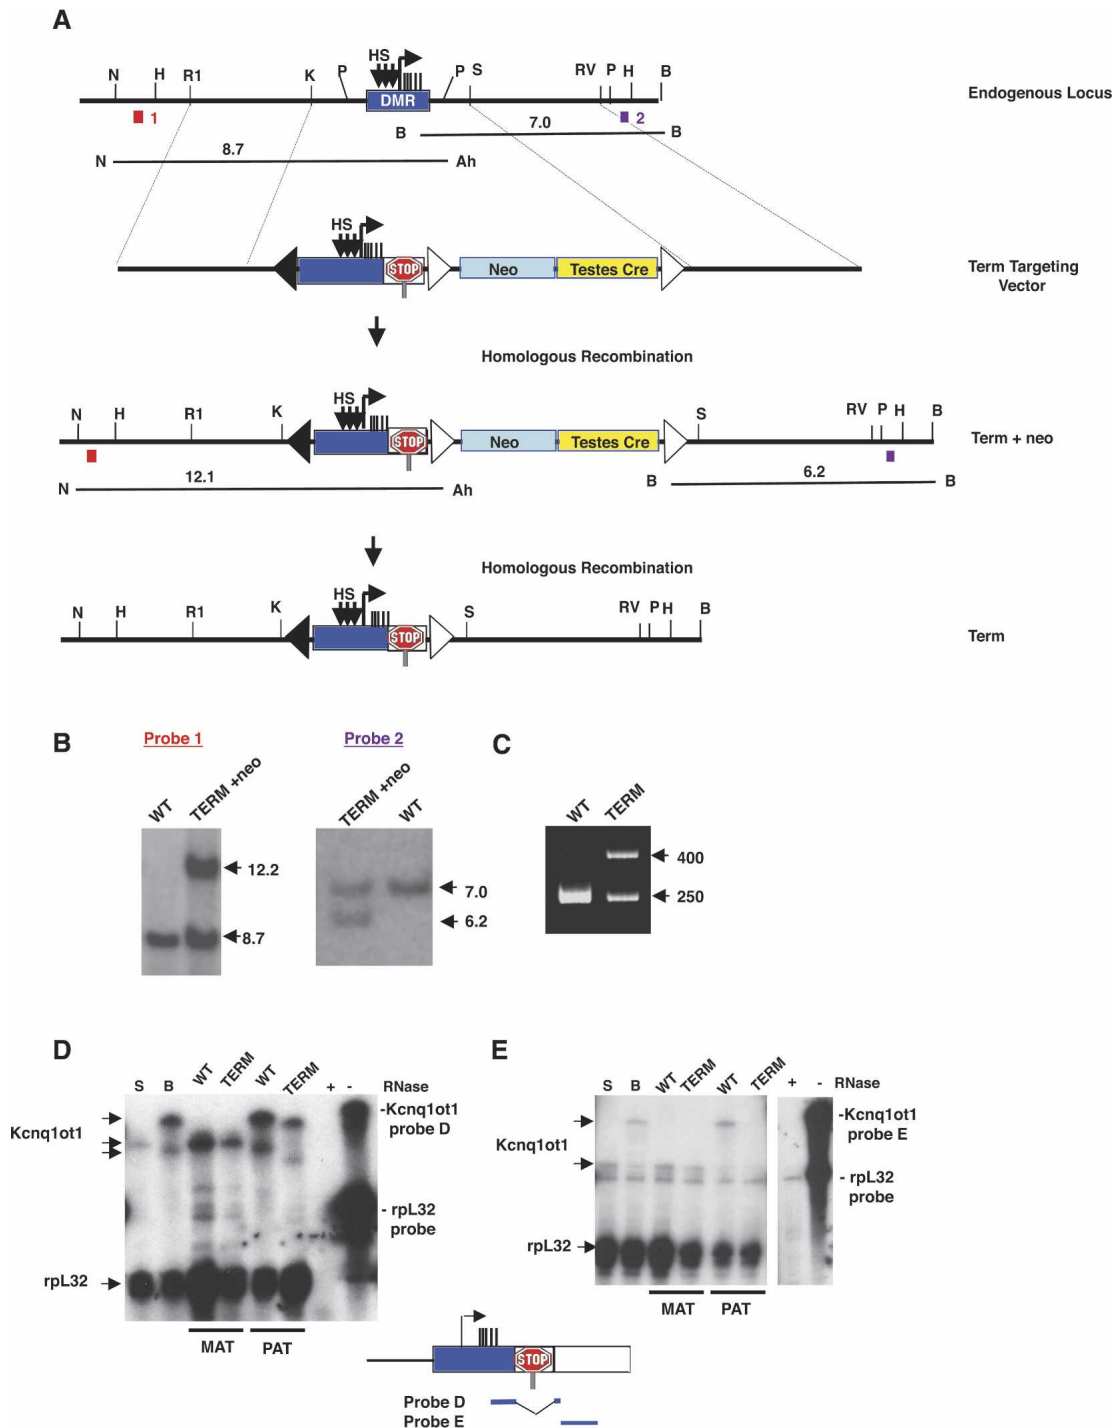 A
N H R1 K P HS P S RV P H B
DMR
Endogenous Locus
1
2
B 7.0 B
N 8.7 Ah
HS
STOP Neo Testes Cre
Term Targeting
Vector
Homologous Recombination
N H R1 K HS S RV P H B
STOP Neo Testes Cre
Term + neo
N 12.1 Ah
B 6.2 B
Homologous Recombination
N H R1 K HS S RV P H B
STOP
Term
B
Probe 1
WT TERM +neo
12.2
8.7
Probe 2
TERM +neo WT
7.0
6.2
C
WT TERM
400
250
D
S B WT TERM WT TERM + - RNase
-Kcnq1ot1
probe D
Kcnq1ot1
- rpL32
probe
rpL32
MAT PAT
E
S B WT TERM WT TERM + - RNase
-Kcnq1ot1
probe E
Kcnq1ot1
- rpL32
probe
rpL32
MAT PAT
STOP
Probe D
Probe E